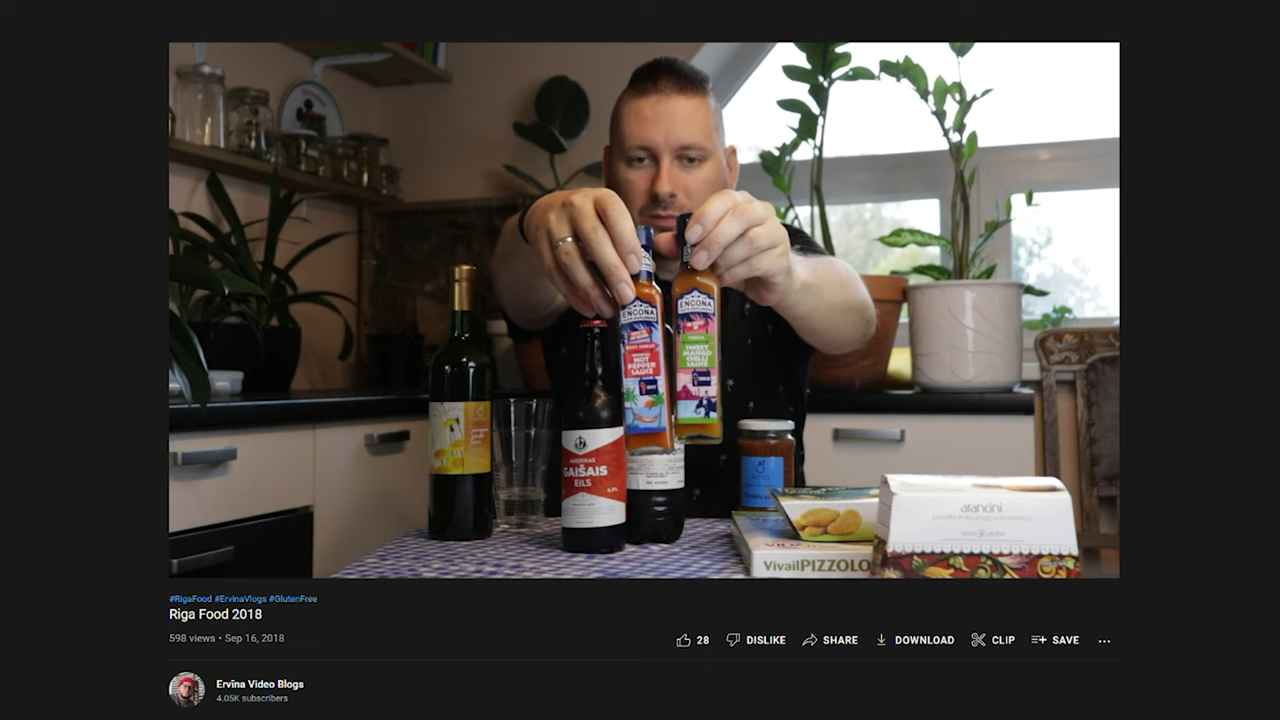 ENCONA
ENCONA
HOT
PEPPER
SAUCE
SWEET
MANGO
CHILLI
SAUCE
AMERIKAS
GAIŠAIS
EILS
arancini
VivailPIZZOLO
#RigaFood #ErvinaVlogs #GlutenFree
Riga Food 2018
598 views • Sep 16, 2018
28
DISLIKE
SHARE
DOWNLOAD
CLIP
SAVE
Ervīna Video Blogs
4.05K subscribers